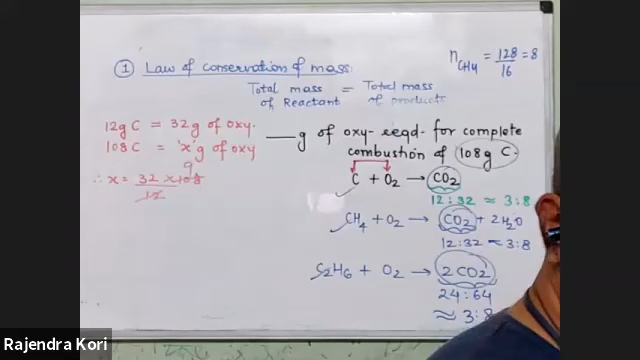 ① Law of conservation of mass:
Total mass of Reactant = Total mass of products
nCH4 = 128/16 = 8
12g C = 32g of oxy.
108 C = 'x' g of oxy
∴ x = 32 x 108/12
9
___ g of oxy- reqd- for complete
combustion of 108g C.
C + O2 → CO2
12:32 ≈ 3:8
CH4 + O2 → CO2 + 2H2O
12:32 ≈ 3:8
C2H6 + O2 → 2CO2
24:64
≈ 3:8
Rajendra Kori